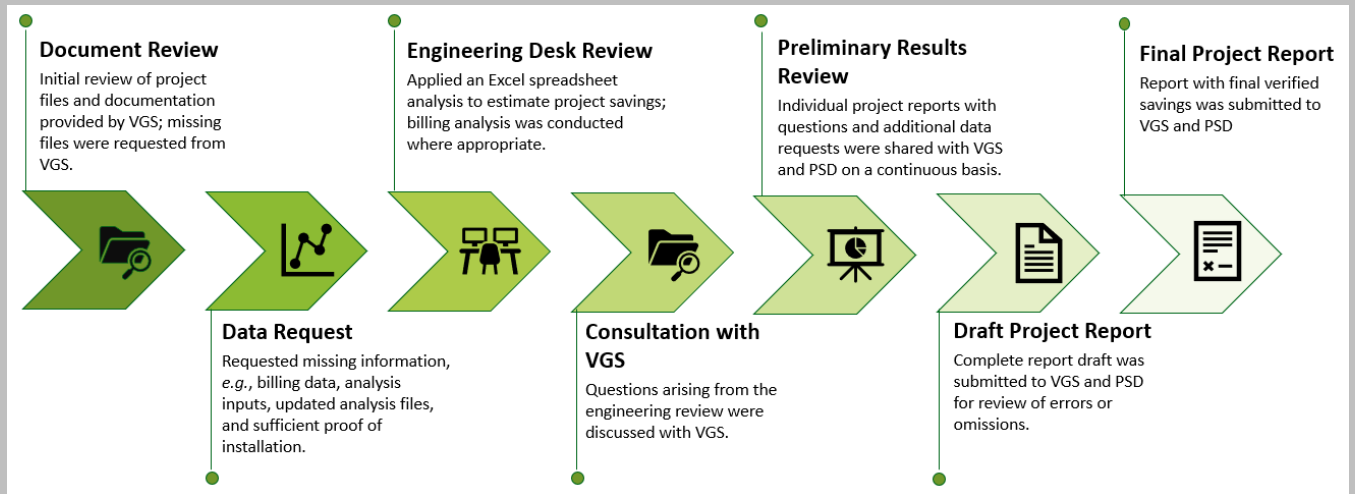 Document Review
Initial review of project
files and documentation
provided by VGS; missing
files were requested from
VGS.
Data Request
Requested missing information,
e.g., billing data, analysis
inputs, updated analysis files,
and sufficient proof of
installation.
Engineering Desk Review
Applied an Excel spreadsheet
analysis to estimate project savings;
billing analysis was conducted
where appropriate.
Consultation with
VGS
Questions arising from the
engineering review were
discussed with VGS.
Preliminary Results
Review
Individual project reports with
questions and additional data
requests were shared with VGS
and PSD on a continuous basis.
Draft Project Report
Complete report draft was
submitted to VGS and PSD
for review of errors or
omissions.
Final Project Report
Report with final verified
savings was submitted to
VGS and PSD